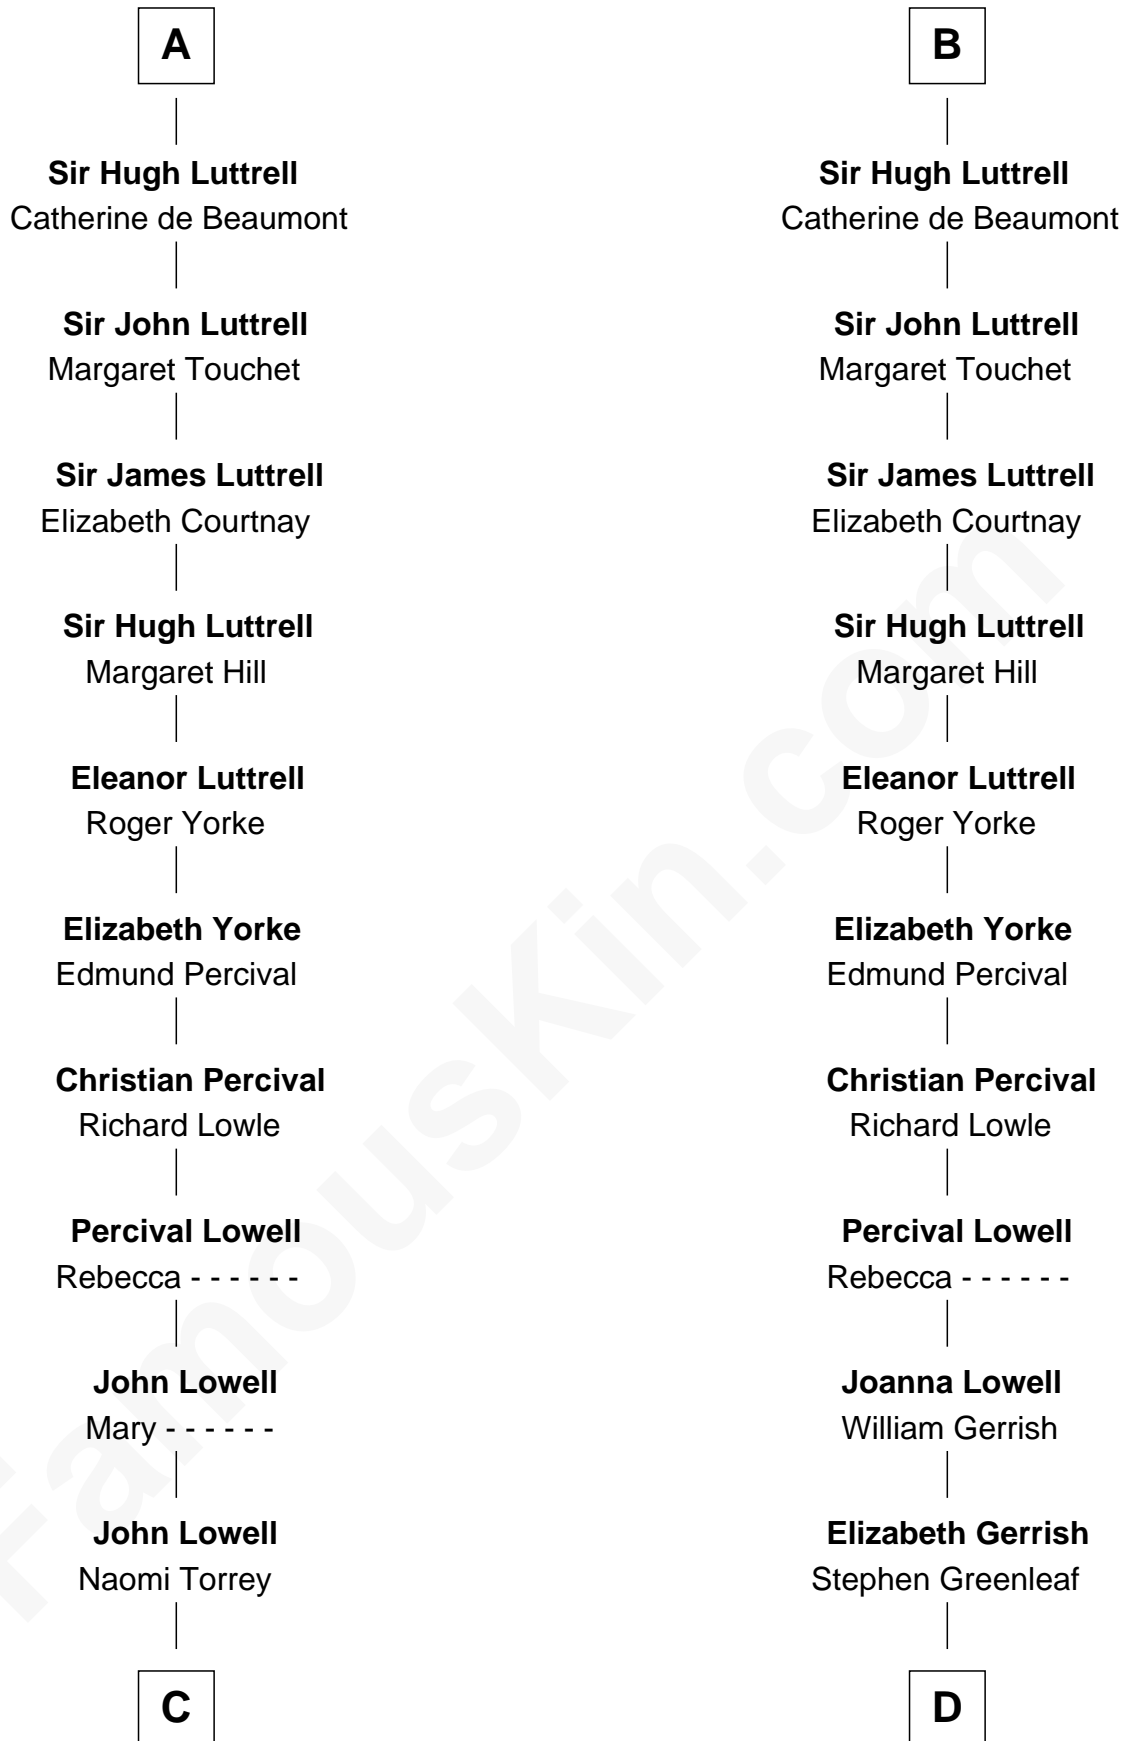 A
Sir Hugh Luttrell
Catherine de Beaumont
Sir John Luttrell
Margaret Touchet
Sir James Luttrell
Elizabeth Courtnay
Sir Hugh Luttrell
Margaret Hill
Eleanor Luttrell
Roger Yorke
Elizabeth Yorke
Edmund Percival
Christian Percival
Richard Lowle
Percival Lowell
Rebecca - - - - - -
John Lowell
Mary - - - - - -
John Lowell
Naomi Torrey
C
B
Sir Hugh Luttrell
Catherine de Beaumont
Sir John Luttrell
Margaret Touchet
Sir James Luttrell
Elizabeth Courtnay
Sir Hugh Luttrell
Margaret Hill
Eleanor Luttrell
Roger Yorke
Elizabeth Yorke
Edmund Percival
Christian Percival
Richard Lowle
Percival Lowell
Rebecca - - - - - -
Joanna Lowell
William Gerrish
Elizabeth Gerrish
Stephen Greenleaf
D
FamousKin.com